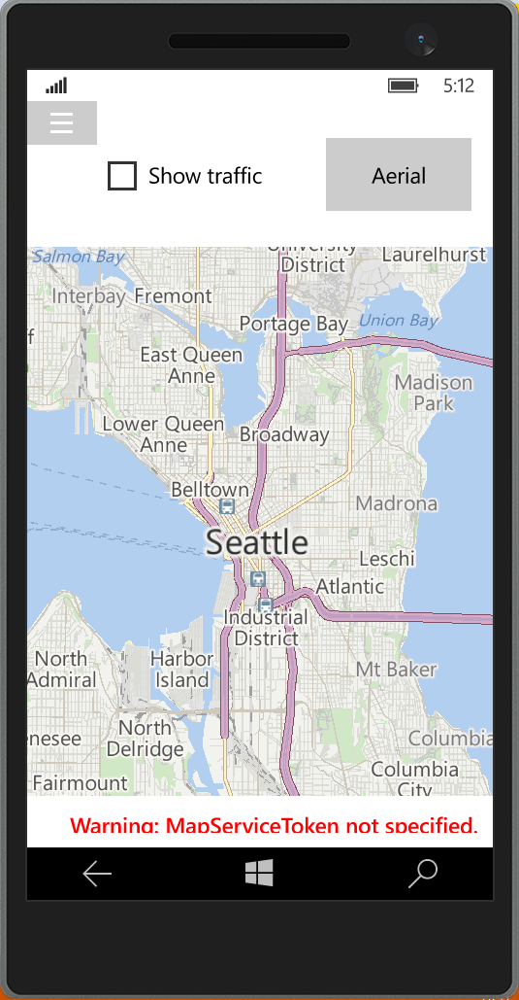 5:12
Show traffic
Aerial
University
District
Laurelhurst
Salmon Bay
Interbay
Fremont
Portage Bay
Union Bay
f
East Queen
Anne
Madison
Park
Lower Queen
Anne
Broadway
Belltown
Madrona
Seattle
Leschi
Atlantic
Industrial
District
North
Admiral
Harbor
Island
Mt Baker
enesee
North
Delridge
Columbia
Columbia
City
Fairmount
Warning: MapServiceToken not specified.